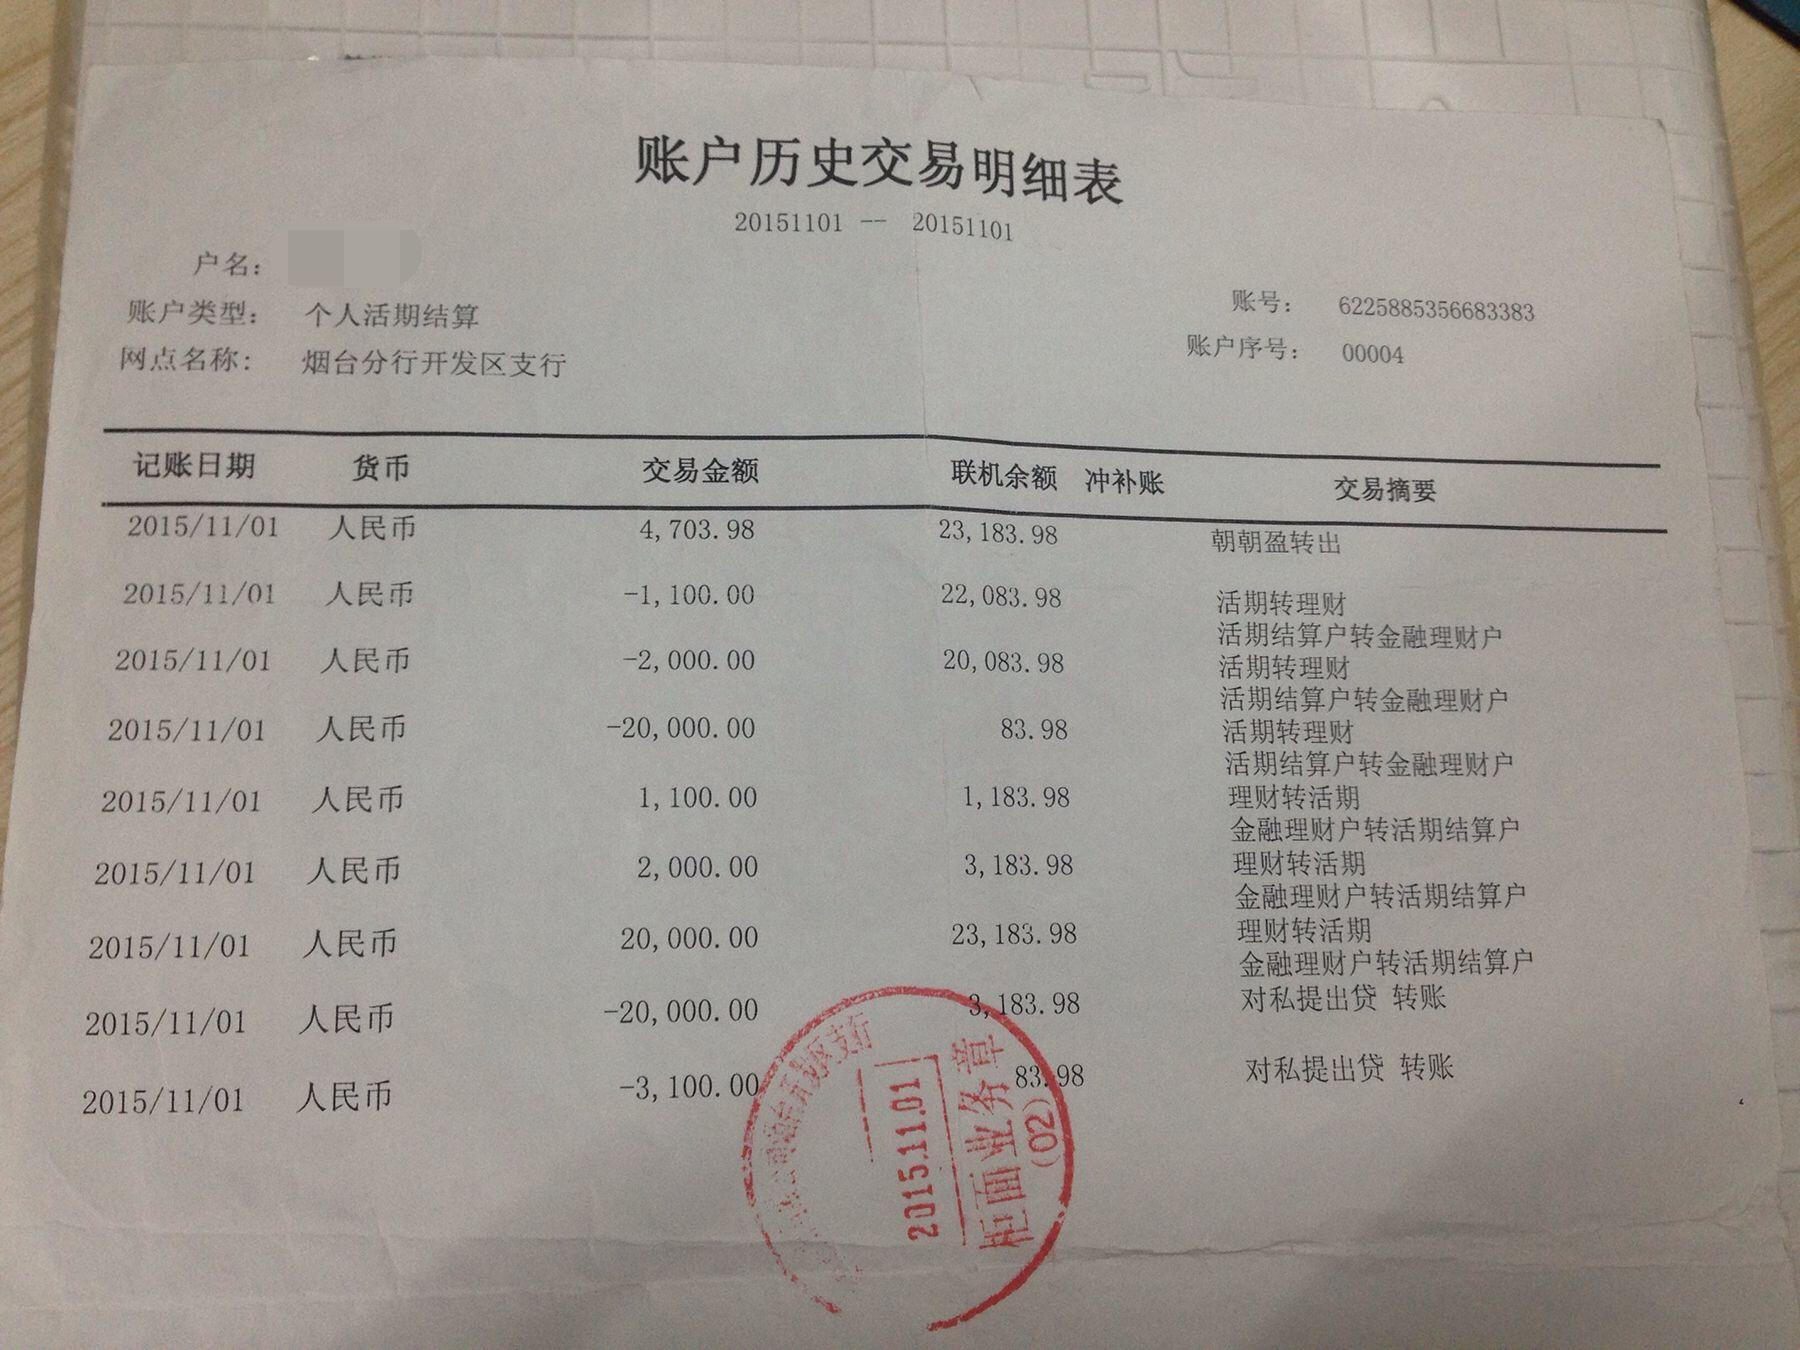 账户历史交易明细表
20151101 -- 20151101
户名：
账户类型： 个人活期结算 账号： 6225885356683383
网点名称： 烟台分行开发区支行 账户序号： 00004
记账日期 货币 交易金额 联机余额 冲补账 交易摘要
2015/11/01 人民币 4,703.98 23,183.98 朝朝盈转出
2015/11/01 人民币 -1,100.00 22,083.98 活期转理财
活期结算户转金融理财户
2015/11/01 人民币 -2,000.00 20,083.98 活期转理财
活期结算户转金融理财户
2015/11/01 人民币 -20,000.00 83.98 活期转理财
活期结算户转金融理财户
2015/11/01 人民币 1,100.00 1,183.98 理财转活期
金融理财户转活期结算户
2015/11/01 人民币 2,000.00 3,183.98 理财转活期
金融理财户转活期结算户
2015/11/01 人民币 20,000.00 23,183.98 理财转活期
金融理财户转活期结算户
2015/11/01 人民币 -20,000.00 3,183.98 对私提出贷 转账
2015/11/01 人民币 -3,100.00 83.98 对私提出贷 转账
烟台开发区支行
2015.11.01
柜面业务章
(02)